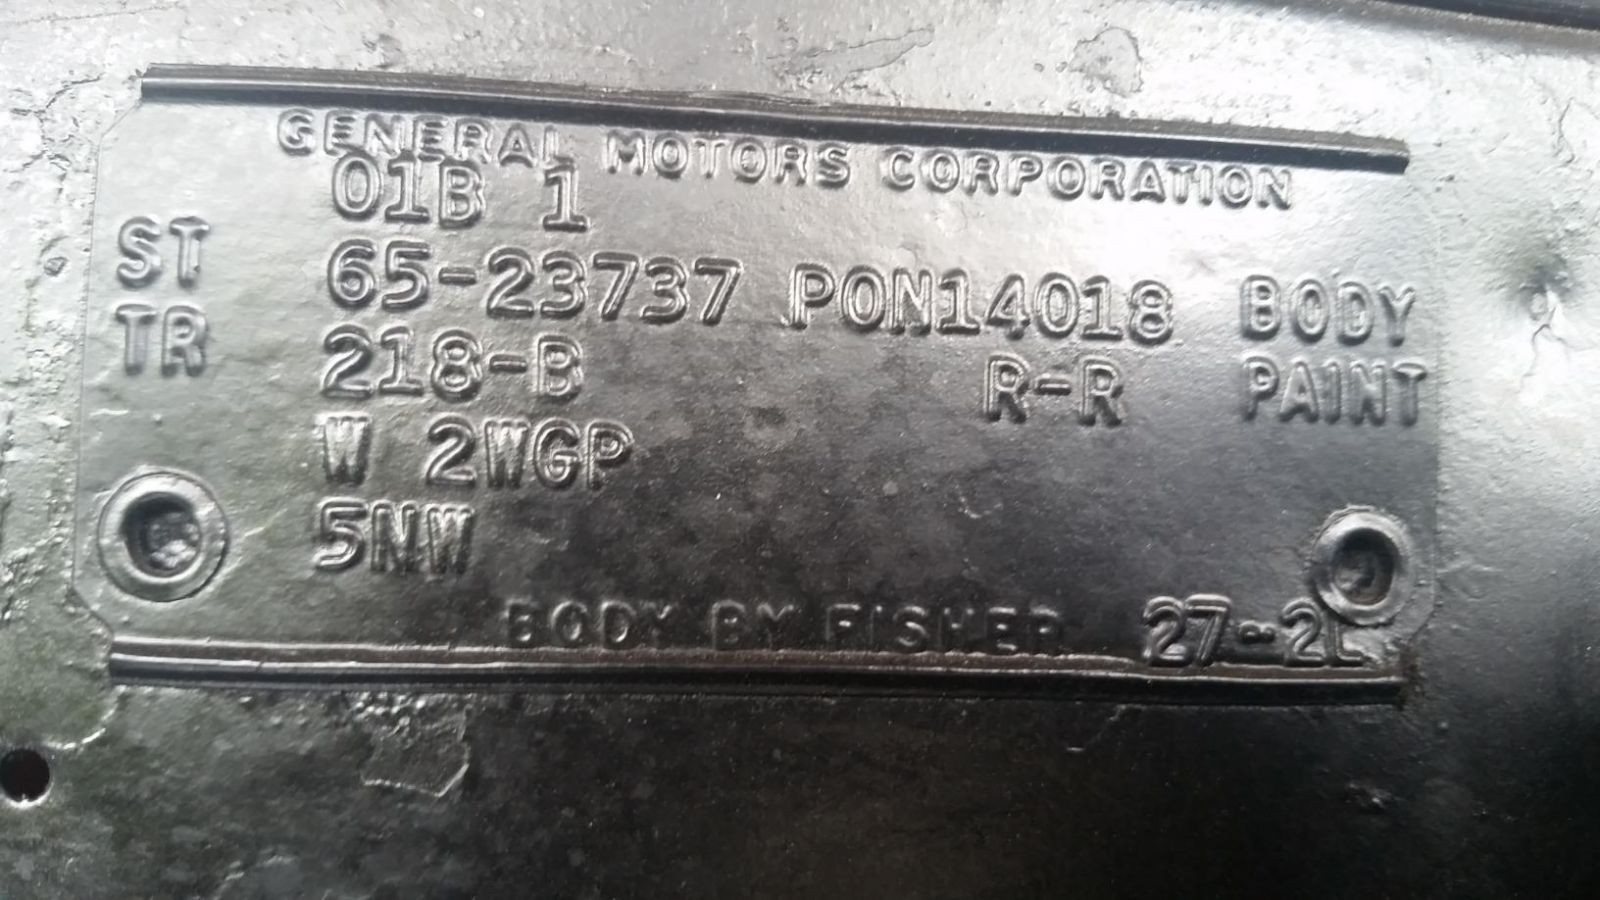 GENERAL MOTORS CORPORATION
01B 1
ST 65-23737 PON14018 BODY
TR 218-B R-R PAINT
W 2WGP
5NW
BODY BY FISHER 27-2L